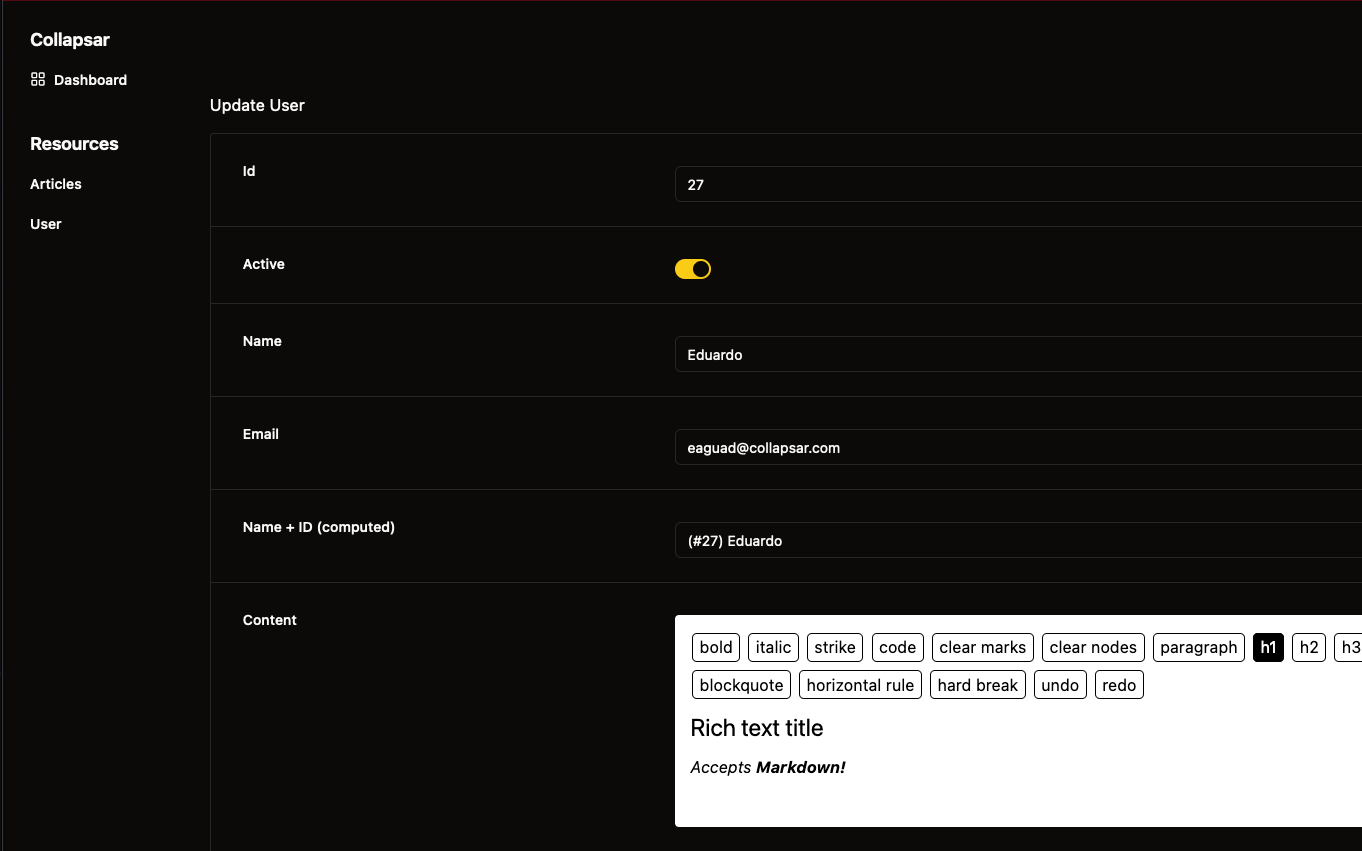 Collapsar
Dashboard
Resources
Articles
User
Update User
Id
27
Active
Name
Eduardo
Email
eaguad@collapsar.com
Name + ID (computed)
(#27) Eduardo
Content
bold italic strike code clear marks clear nodes paragraph h1 h2 h3
blockquote horizontal rule hard break undo redo
Rich text title
Accepts Markdown!